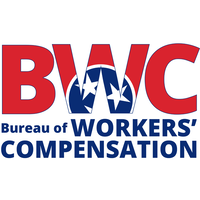 BWC
Bureau of WORKERS'
COMPENSATION